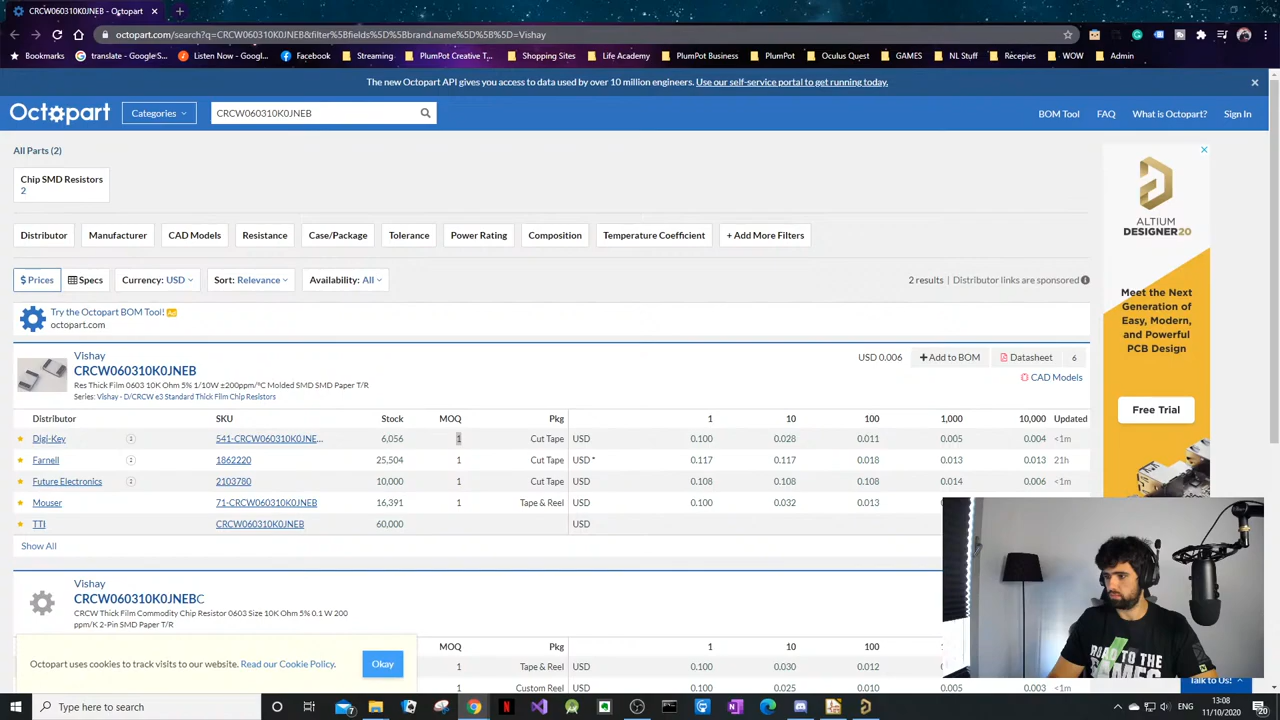 CRCW060310K0JNEB - Octopart
octopart.com/search?q=CRCW060310K0JNEB&filter%5Bfields%5D%5Bbrand.name%5D%5B%5D=Vishay
Bookmarks translate - Google S... Listen Now - Googl... Facebook Streaming PlumPot Creative T... Shopping Sites Life Academy PlumPot Business PlumPot Oculus Quest GAMES NL Stuff Recepies WOW Admin
The new Octopart API gives you access to data used by over 10 million engineers. Use our self-service portal to get running today.
Octopart Categories CRCW060310K0JNEB BOM Tool FAQ What is Octopart? Sign In
All Parts (2)
Chip SMD Resistors
2
Distributor Manufacturer CAD Models Resistance Case/Package Tolerance Power Rating Composition Temperature Coefficient + Add More Filters
$ Prices Specs Currency: USD Sort: Relevance Availability: All 2 results Distributor links are sponsored
Try the Octopart BOM Tool! Ad
octopart.com
Vishay
CRCW060310K0JNEB
USD 0.006 +Add to BOM Datasheet 6
CAD Models
Res Thick Film 0603 10K Ohm 5% 1/10W ±200ppm/°C Molded SMD SMD Paper T/R
Series: Vishay - D/CRCW e3 Standard Thick Film Chip Resistors
Distributor SKU Stock MOQ Pkg 1 10 100 1,000 10,000 Updated
Digi-Key 541-CRCW060310K0JNE... 6,056 1 Cut Tape USD 0.100 0.028 0.011 0.005 0.004 <1m
Farnell 1862220 25,504 1 Cut Tape USD * 0.117 0.117 0.018 0.013 0.013 21h
Future Electronics 2103780 10,000 1 Cut Tape USD 0.108 0.108 0.108 0.014 0.006 <1m
Mouser 71-CRCW060310K0JNEB 16,391 1 Tape & Reel USD 0.100 0.032 0.013
TTI CRCW060310K0JNEB 60,000 USD
Show All
Vishay
CRCW060310K0JNEBC
CRCW Thick Film Commodity Chip Resistor 0603 Size 10K Ohm 5% 0.1 W 200
ppm/K 2-Pin SMD Paper T/R
MOQ Pkg 1 10 100
1 Tape & Reel USD 0.100 0.030 0.012
1 Custom Reel USD 0.100 0.025 0.010
Octopart uses cookies to track visits to our website. Read our Cookie Policy. Okay
ALTIUM
DESIGNER20
Meet the Next
Generation of
Easy, Modern,
and Powerful
PCB Design
Free Trial
ROAD TO
THE
GAMES
Talk to Us!
Type here to search
13:08
11/10/2020
20